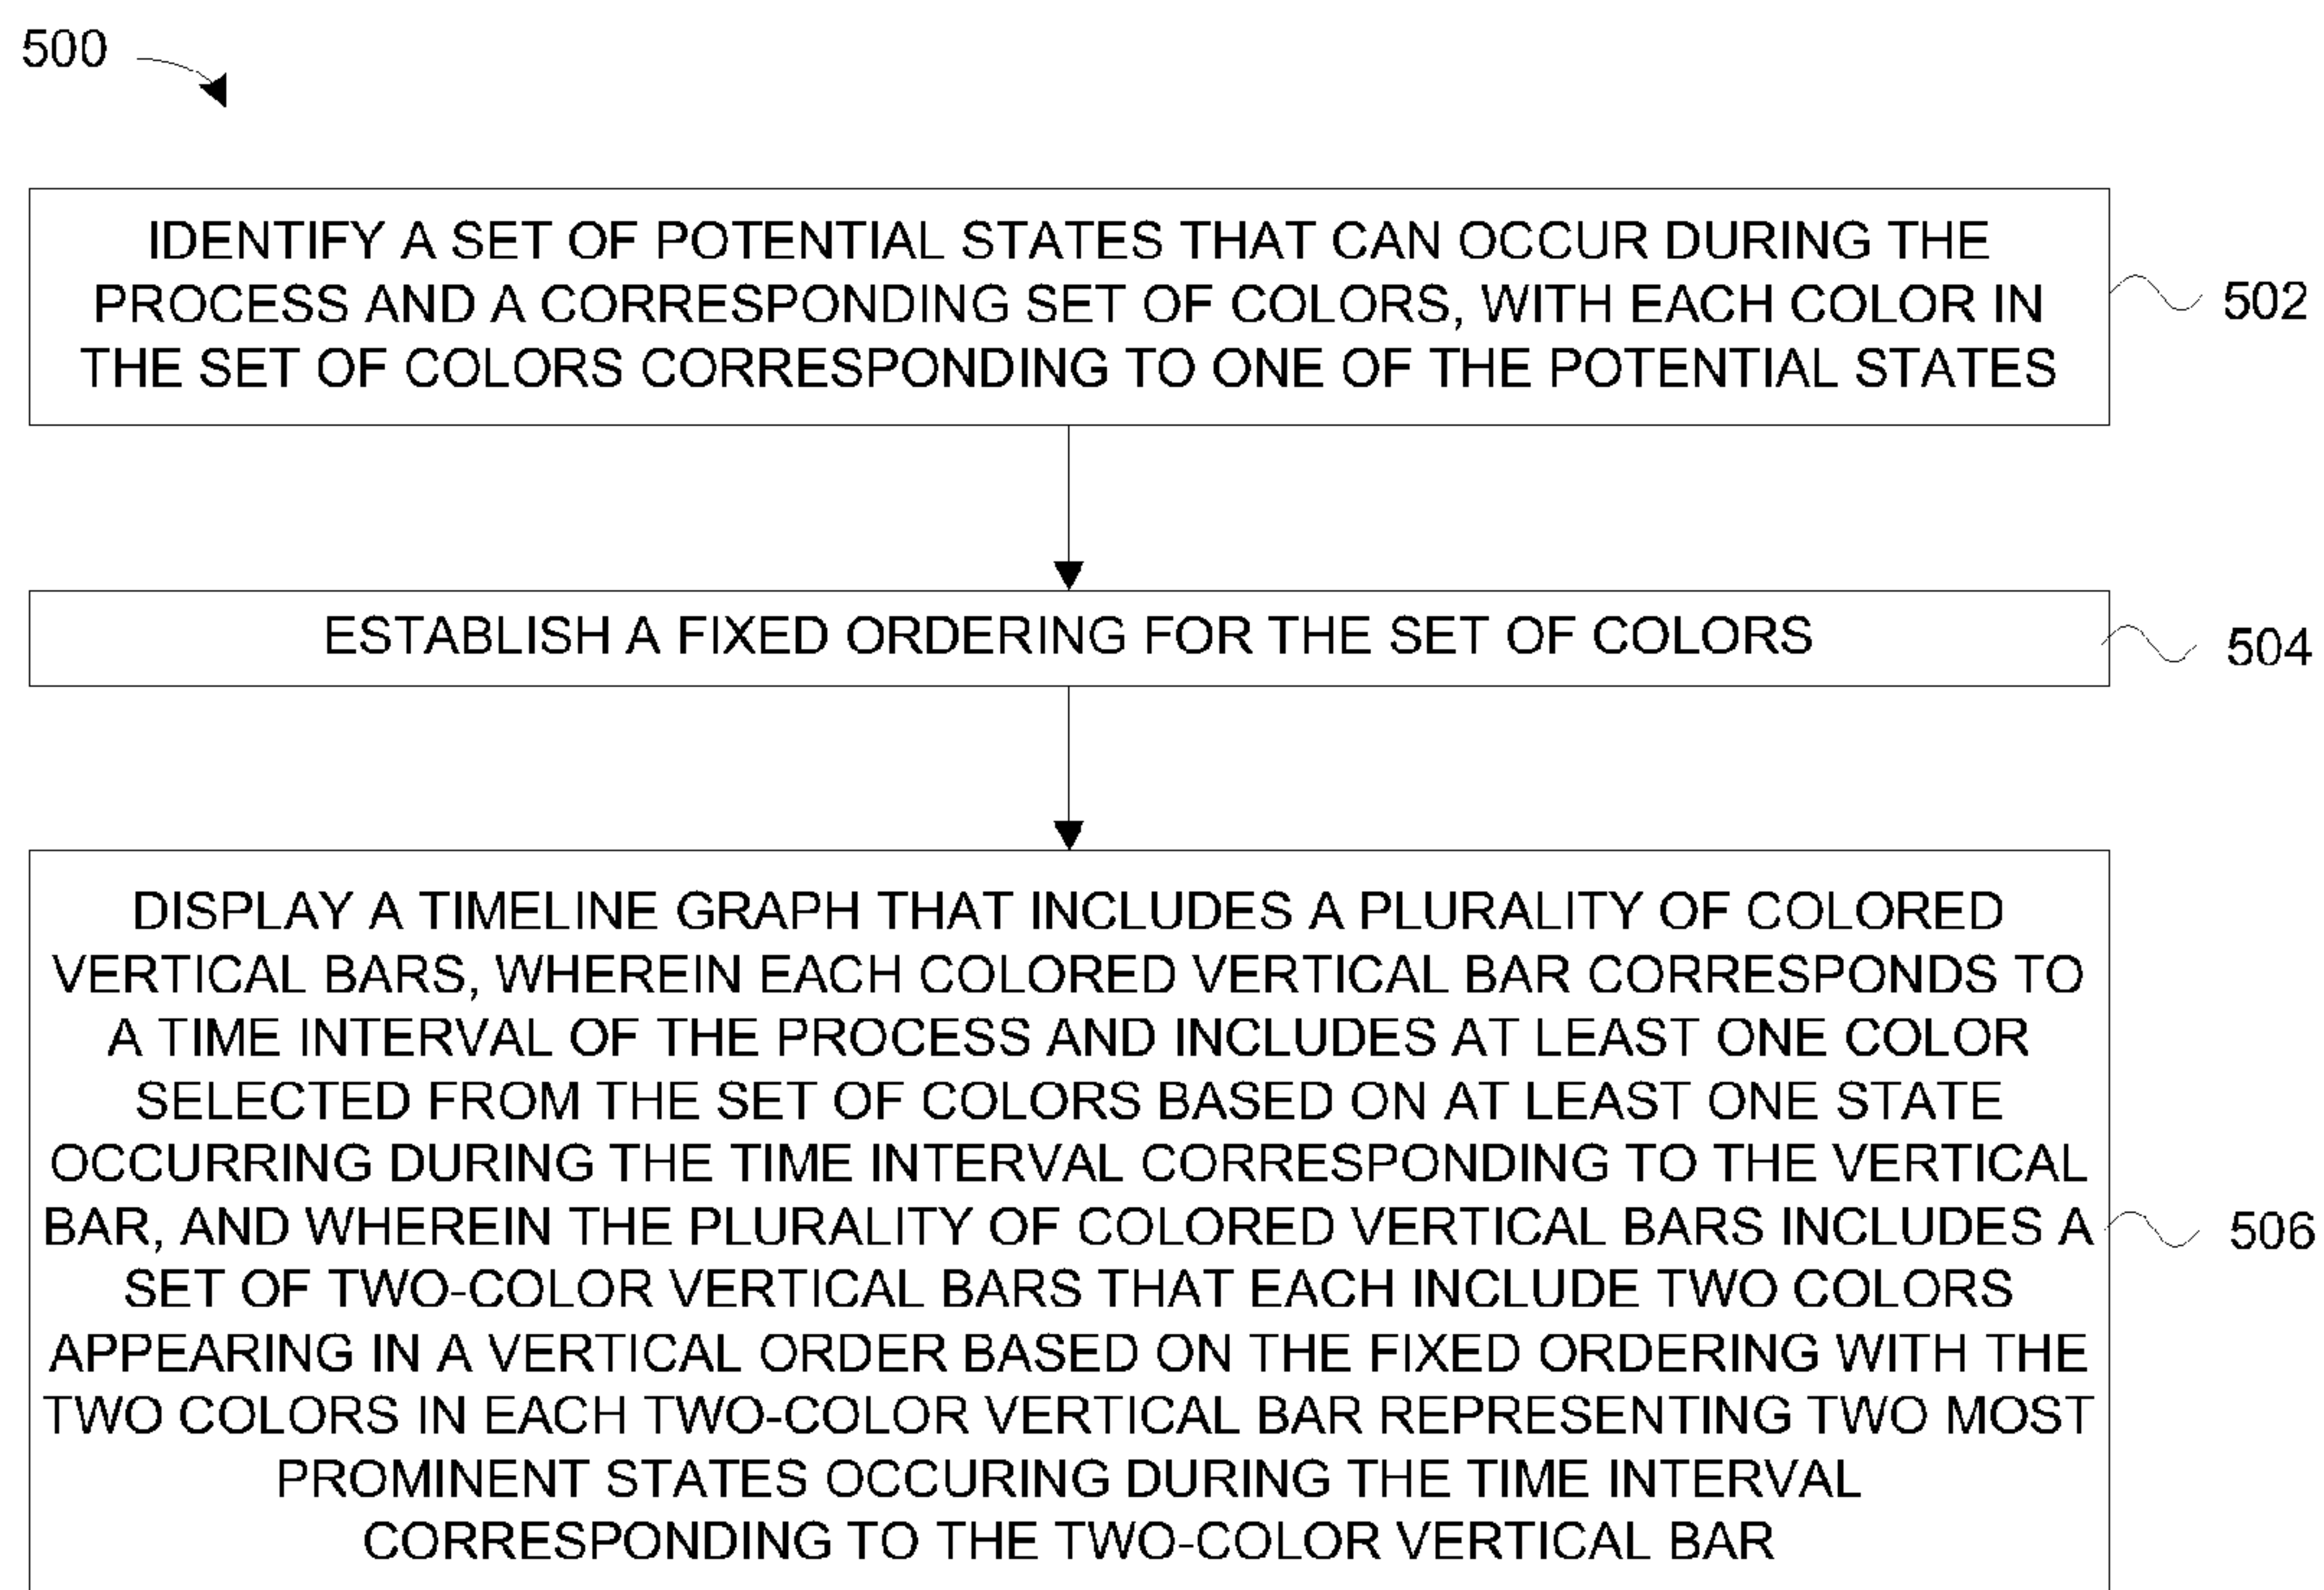 500
IDENTIFY A SET OF POTENTIAL STATES THAT CAN OCCUR DURING THE
PROCESS AND A CORRESPONDING SET OF COLORS, WITH EACH COLOR IN
THE SET OF COLORS CORRESPONDING TO ONE OF THE POTENTIAL STATES
502
ESTABLISH A FIXED ORDERING FOR THE SET OF COLORS
504
DISPLAY A TIMELINE GRAPH THAT INCLUDES A PLURALITY OF COLORED
VERTICAL BARS, WHEREIN EACH COLORED VERTICAL BAR CORRESPONDS TO
A TIME INTERVAL OF THE PROCESS AND INCLUDES AT LEAST ONE COLOR
SELECTED FROM THE SET OF COLORS BASED ON AT LEAST ONE STATE
OCCURRING DURING THE TIME INTERVAL CORRESPONDING TO THE VERTICAL
BAR, AND WHEREIN THE PLURALITY OF COLORED VERTICAL BARS INCLUDES A
SET OF TWO-COLOR VERTICAL BARS THAT EACH INCLUDE TWO COLORS
APPEARING IN A VERTICAL ORDER BASED ON THE FIXED ORDERING WITH THE
TWO COLORS IN EACH TWO-COLOR VERTICAL BAR REPRESENTING TWO MOST
PROMINENT STATES OCCURING DURING THE TIME INTERVAL
CORRESPONDING TO THE TWO-COLOR VERTICAL BAR
506